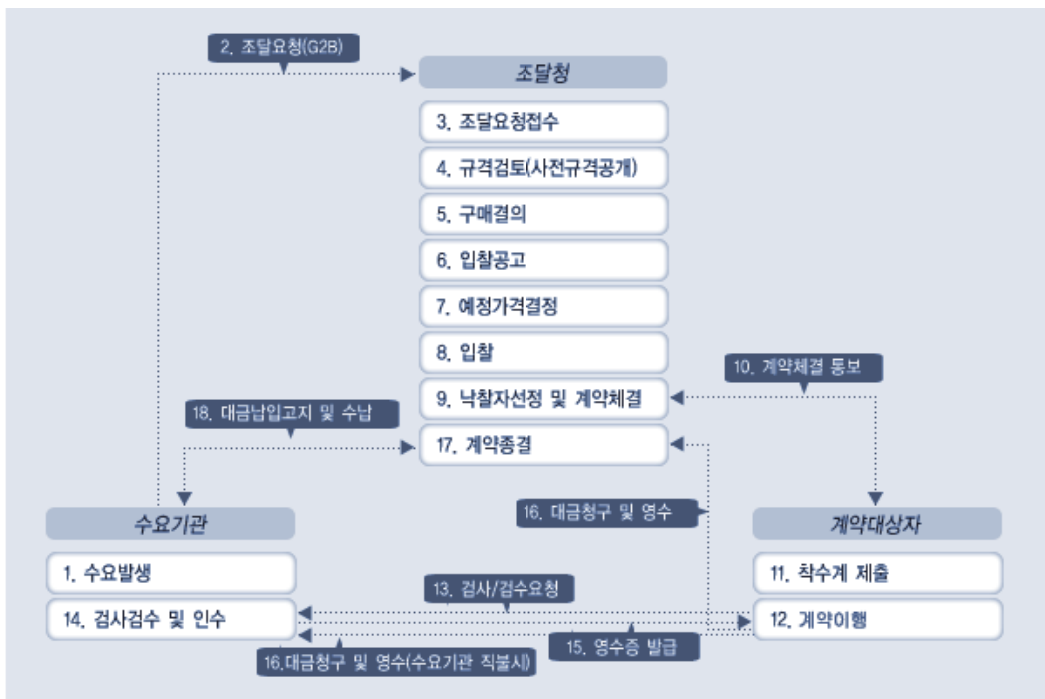 2. 조달요청(G2B)
조달청
3. 조달요청접수
4. 규격검토(사전규격공개)
5. 구매결의
6. 입찰공고
7. 예정가격결정
8. 입찰
10. 계약체결 통보
9. 낙찰자선정 및 계약체결
18. 대금납입고지 및 수납
17. 계약종결
수요기관
16. 대금청구 및 영수
계약대상자
1. 수요발생
11. 착수계 제출
13. 검사/검수요청
14. 검사검수 및 인수
12. 계약이행
15. 영수증 발급
16.대금청구 및 영수(수요기관 직불시)